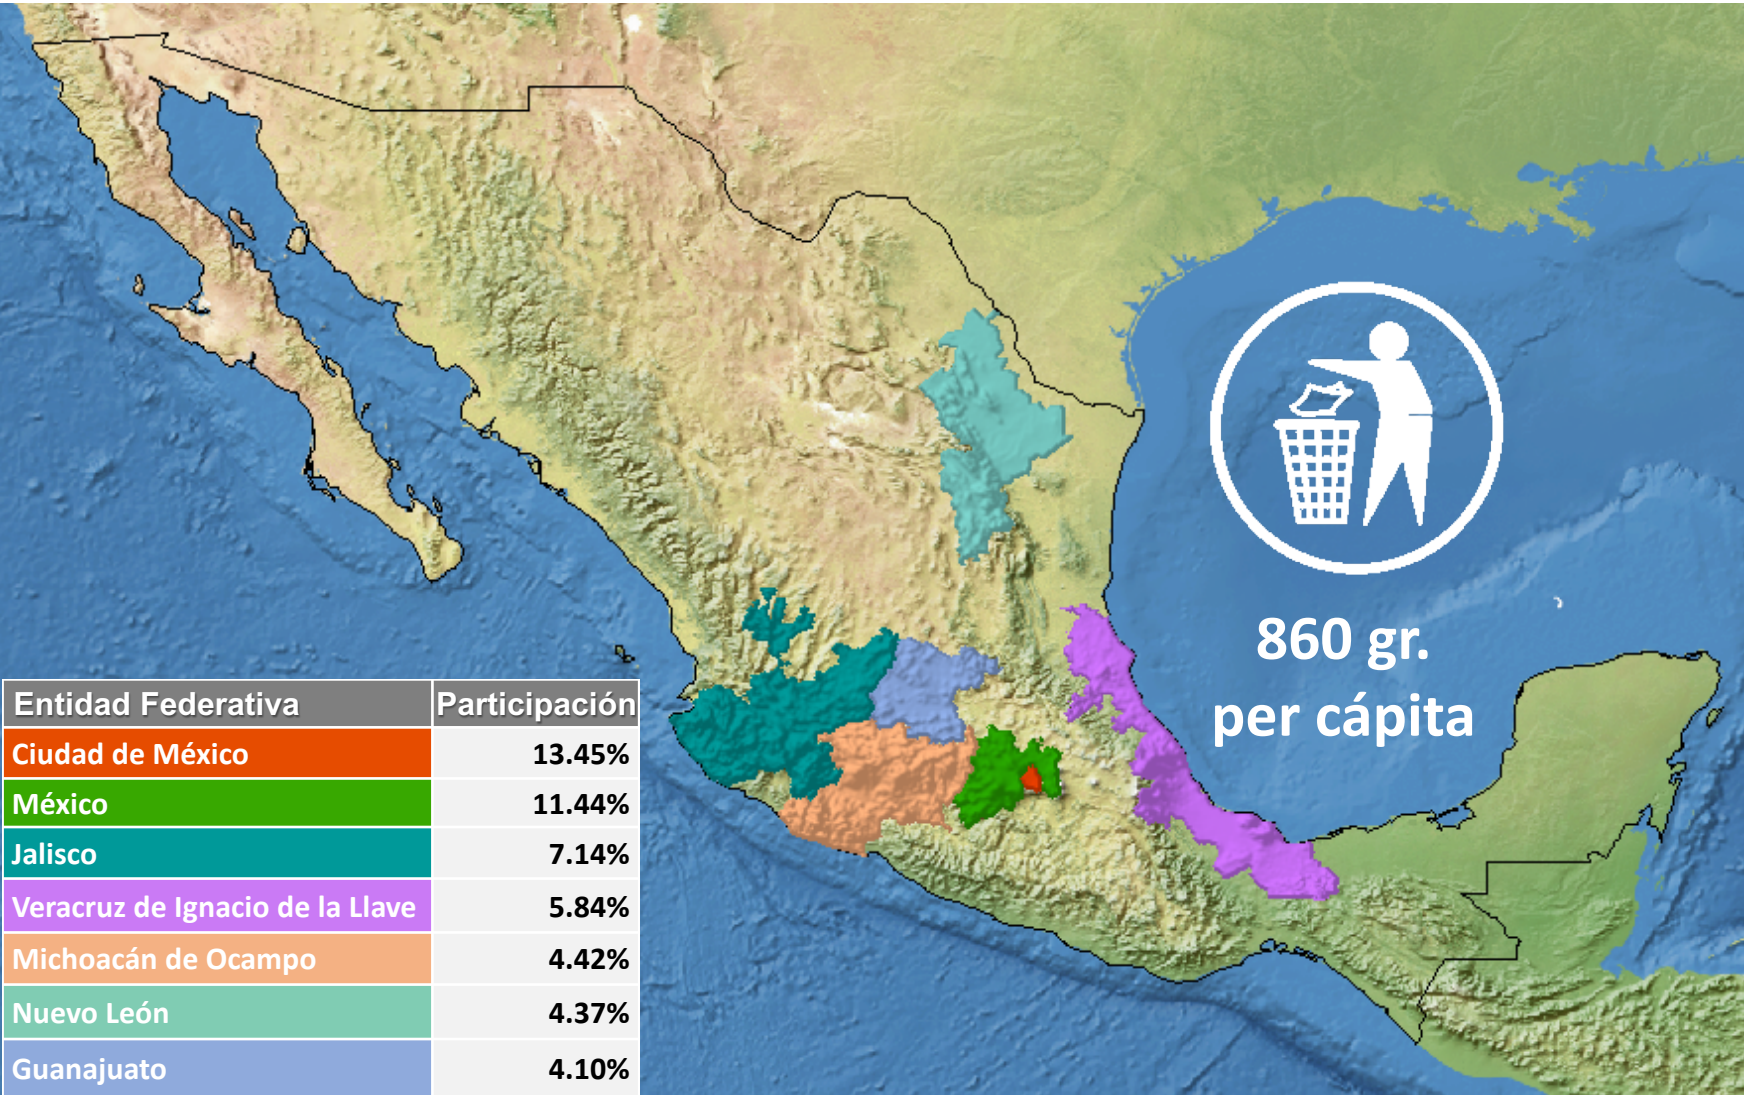 860 gr.
per cápita
Entidad Federativa Participación
Ciudad de México 13.45%
México 11.44%
Jalisco 7.14%
Veracruz de Ignacio de la Llave 5.84%
Michoacán de Ocampo 4.42%
Nuevo León 4.37%
Guanajuato 4.10%